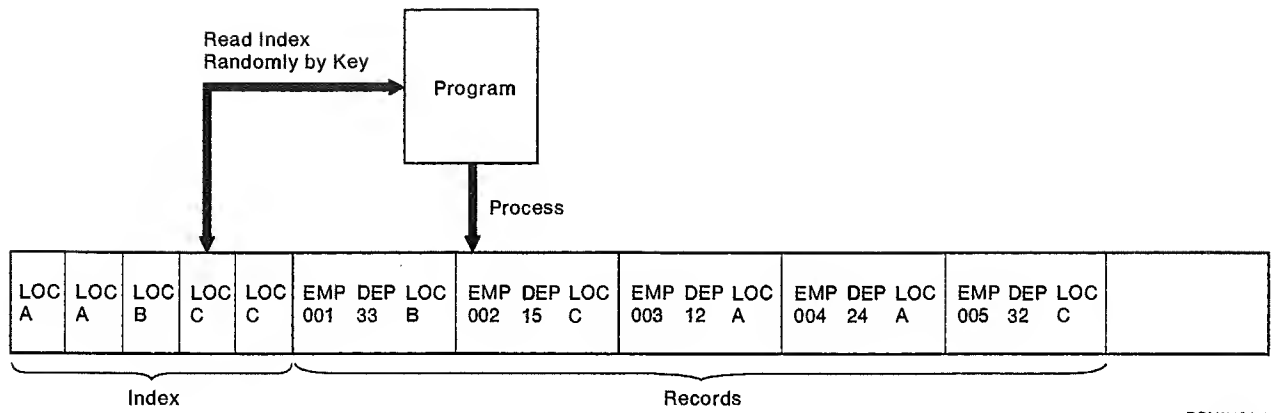 Read Index
Randomly by Key
Program
Process
LOC LOC LOC LOC LOC EMP DEP LOC EMP DEP LOC EMP DEP LOC EMP DEP LOC EMP DEP LOC
A A B C C 001 33 B 002 15 C 003 12 A 004 24 A 005 32 C
Index Records